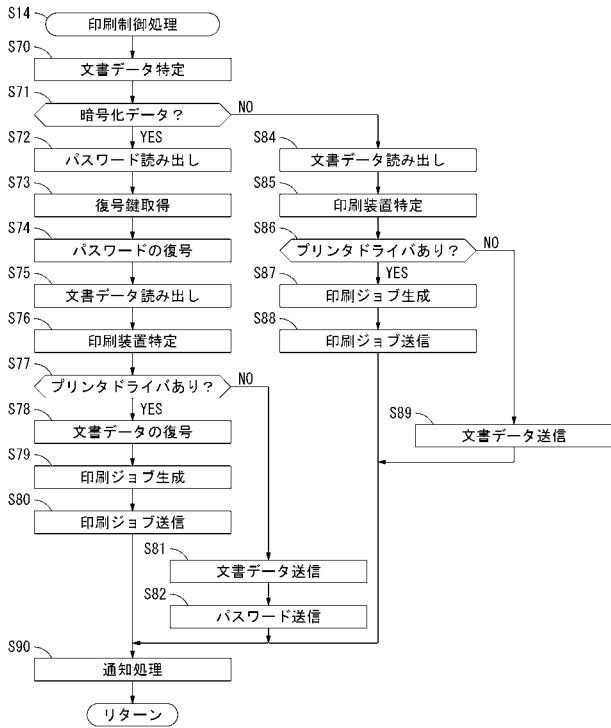 S14
印刷制御処理
S70
文書データ特定
S71
暗号化データ？
NO
YES
S72
パスワード読み出し
S73
復号鍵取得
S74
パスワードの復号
S75
文書データ読み出し
S76
印刷装置特定
S77
プリンタドライバあり？
NO
YES
S78
文書データの復号
S79
印刷ジョブ生成
S80
印刷ジョブ送信
S81
文書データ送信
S82
パスワード送信
S84
文書データ読み出し
S85
印刷装置特定
S86
プリンタドライバあり？
NO
YES
S87
印刷ジョブ生成
S88
印刷ジョブ送信
S89
文書データ送信
S90
通知処理
リターン